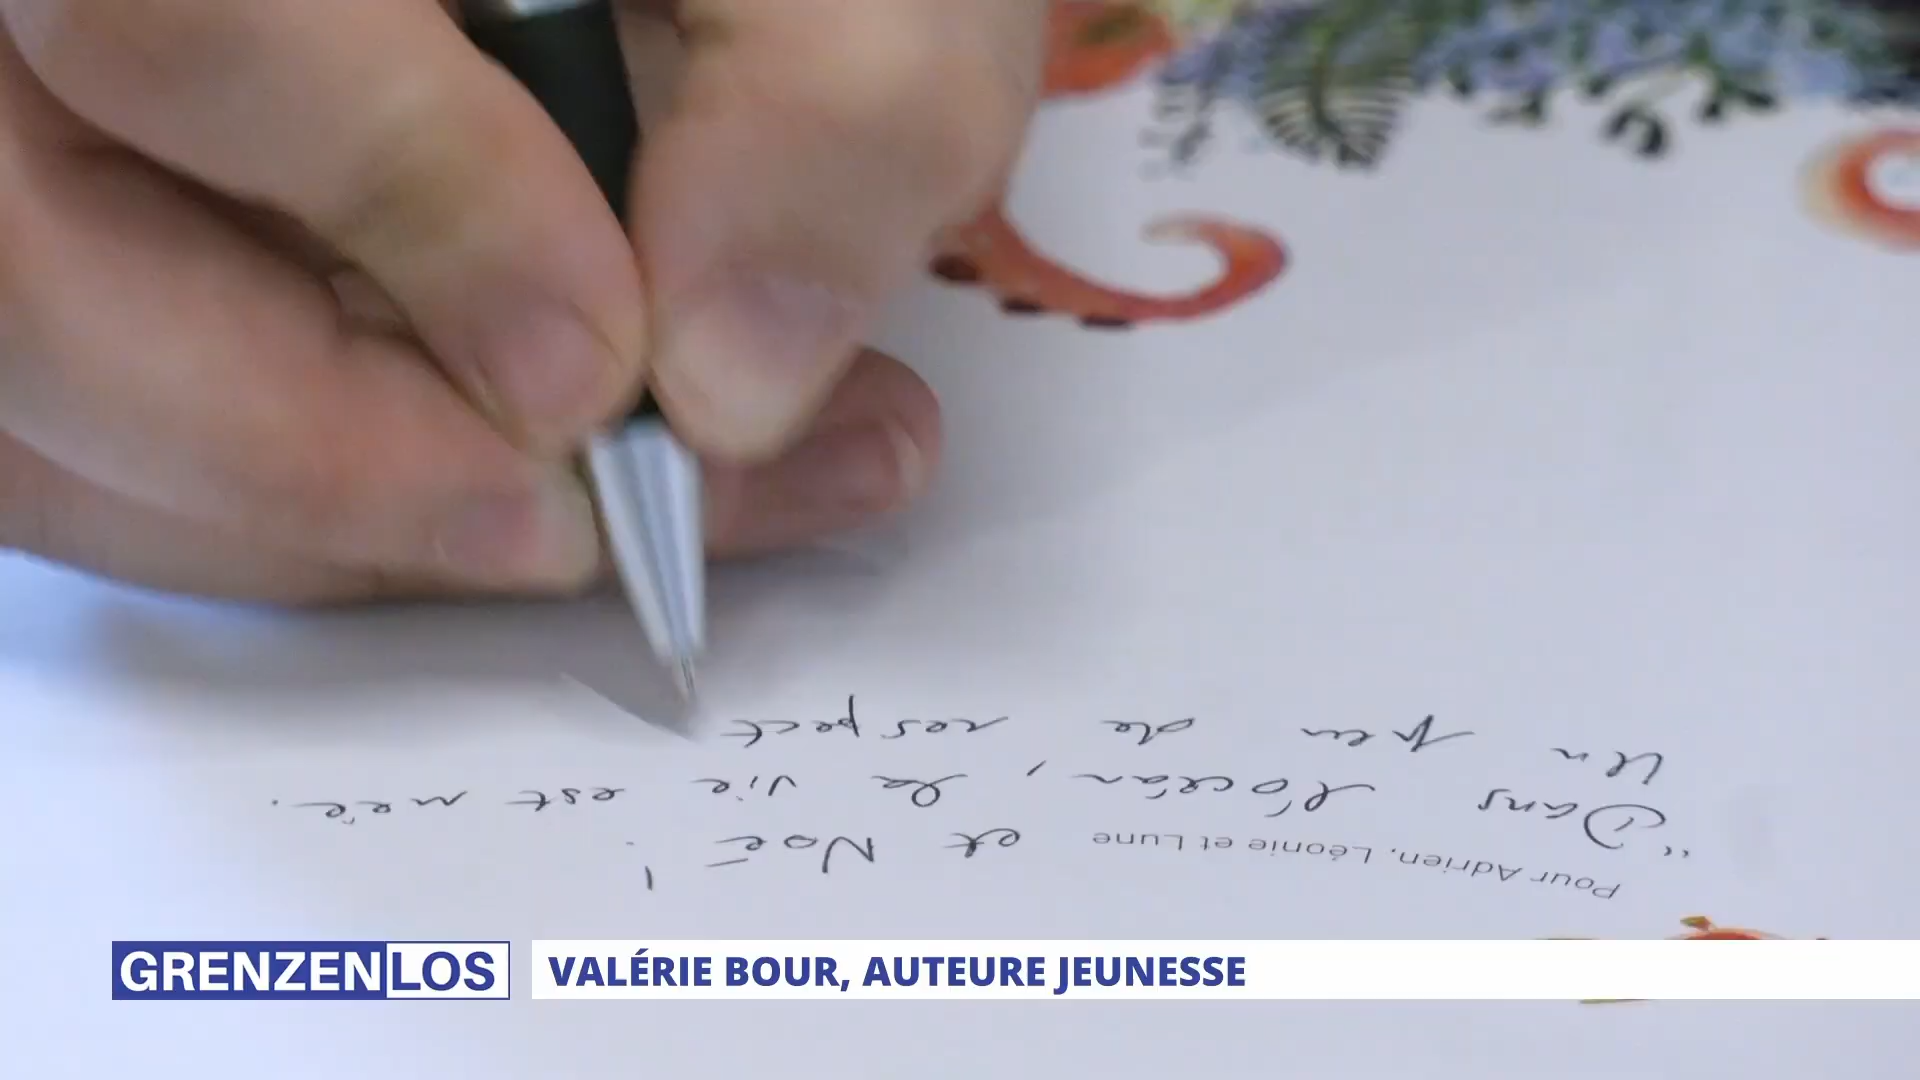 Pour Adrien, Léonie et Lune et Noé !
"Dans l'océan, la vie est née.
Un peu de respect
GRENZENLOS
VALÉRIE BOUR, AUTEURE JEUNESSE